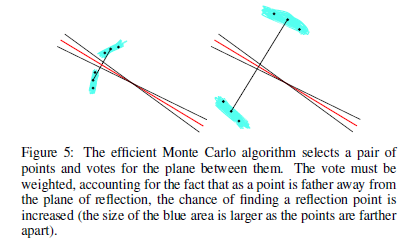 Figure 5: The efficient Monte Carlo algorithm selects a pair of
points and votes for the plane between them. The vote must be
weighted, accounting for the fact that as a point is father away from
the plane of reflection, the chance of finding a reflection point is
increased (the size of the blue area is larger as the points are farther
apart).